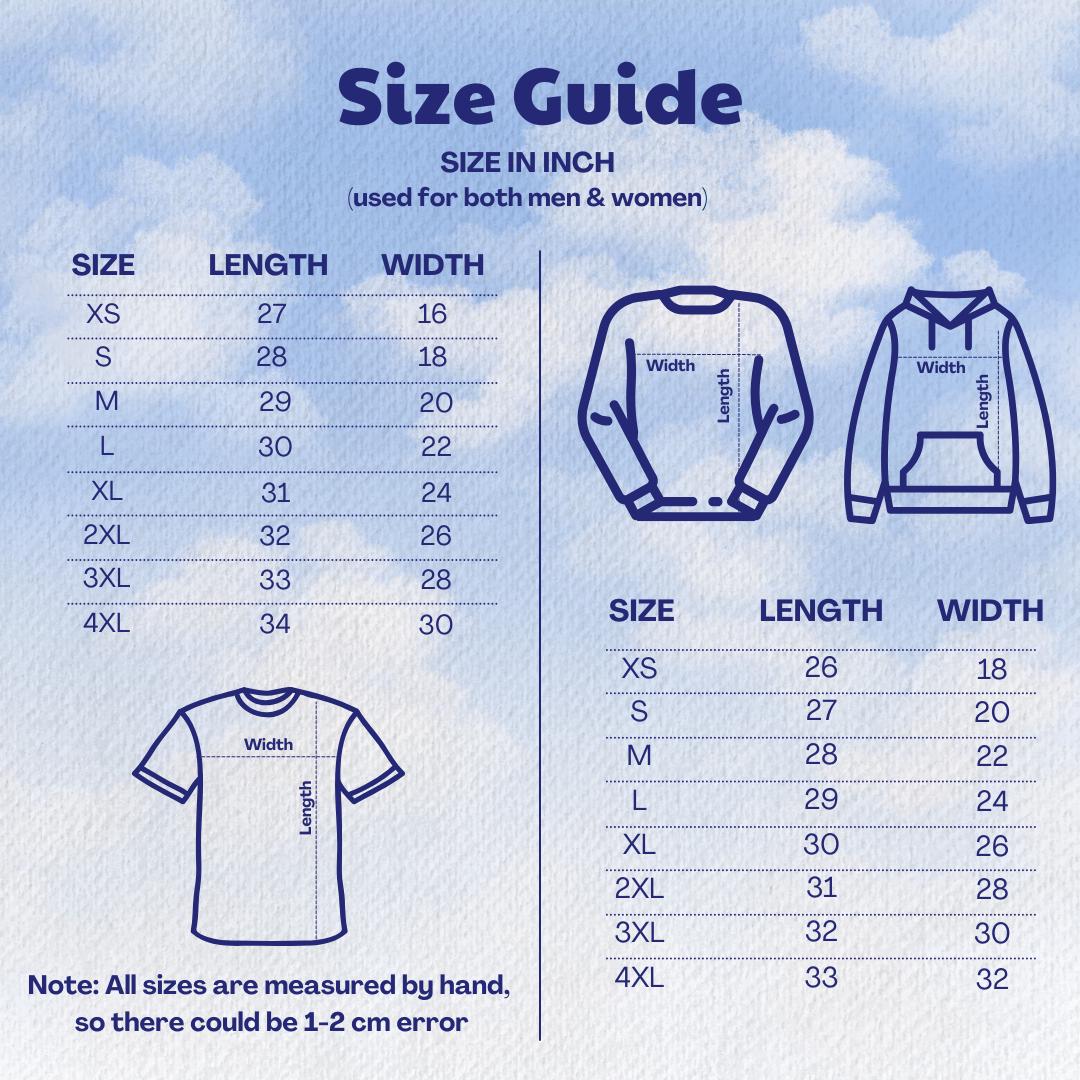 Size Guide
SIZE IN INCH
(used for both men & women)
SIZE LENGTH WIDTH
XS 27 16
S 28 18
M 29 20
L 30 22
XL 31 24
2XL 32 26
3XL 33 28
4XL 34 30
Width
Length
Note: All sizes are measured by hand,
so there could be 1-2 cm error
Width
Length
Width
Length
SIZE LENGTH WIDTH
XS 26 18
S 27 20
M 28 22
L 29 24
XL 30 26
2XL 31 28
3XL 32 30
4XL 33 32